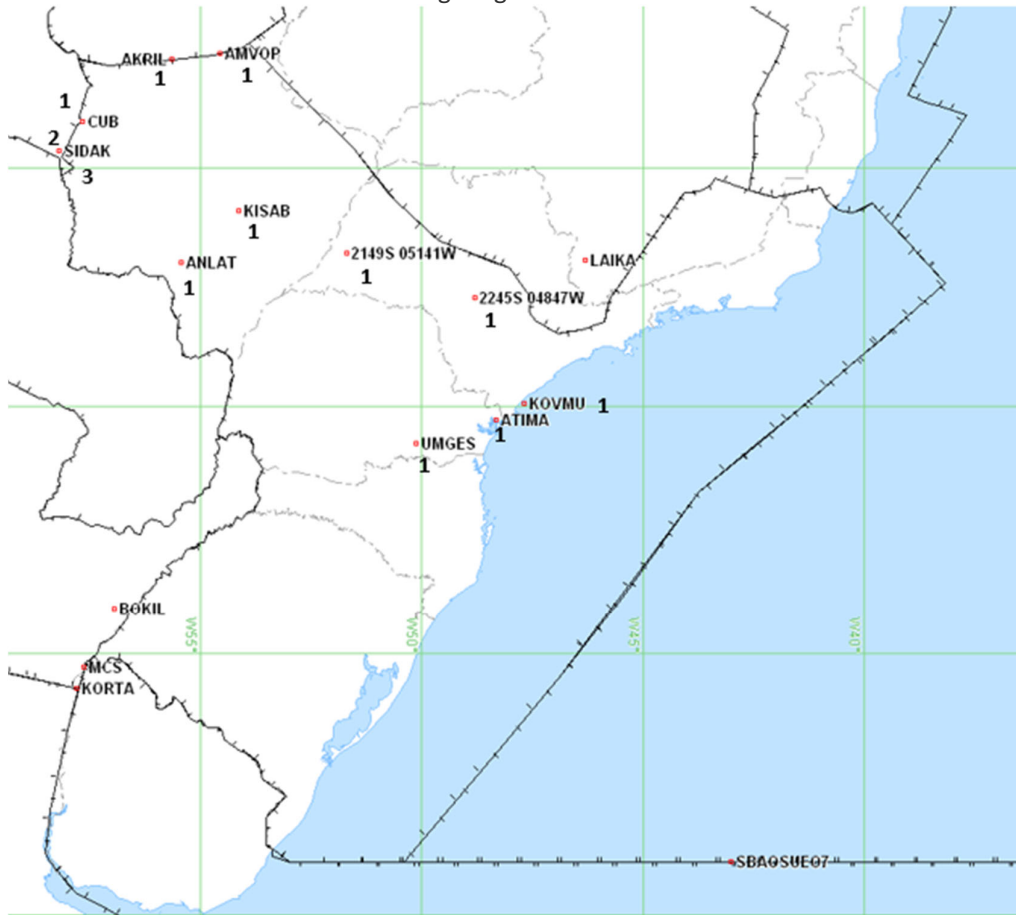 AKRIL
AMVOP
1
1
1
CUB
2
SIDAK
3
KISAB
1
2149S 05141W
1
ANLAT
1
LAIKA
2245S 04847W
1
KOVMU 1
ATIMA
1
UMGES
1
BOKIL
W55°
W50°
W45°
W40°
MCS
KORTA
SBAOSUEO7